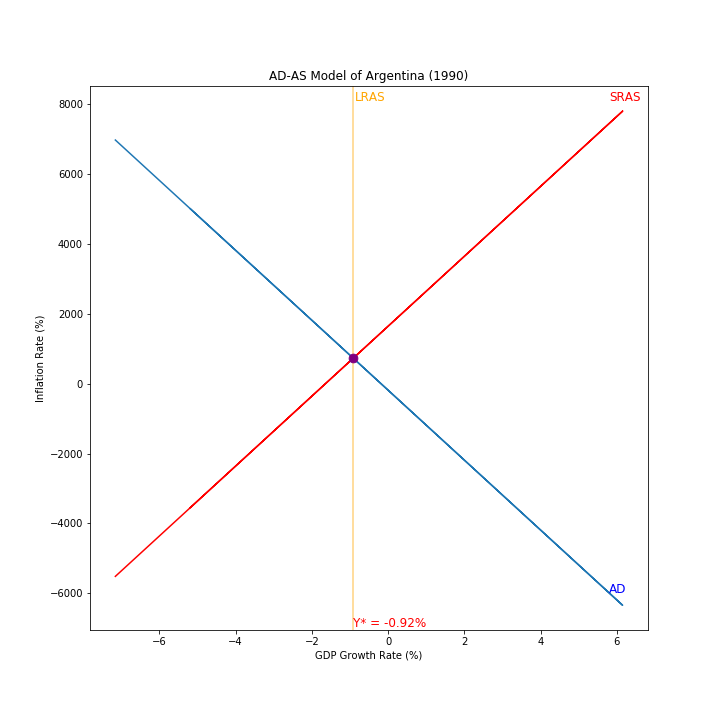 AD-AS Model of Argentina (1990)
LRAS
SRAS
8000
6000
4000
2000
0
−2000
−4000
−6000
Inflation Rate (%)
AD
Y* = -0.92%
−6
−4
−2
0
2
4
6
GDP Growth Rate (%)